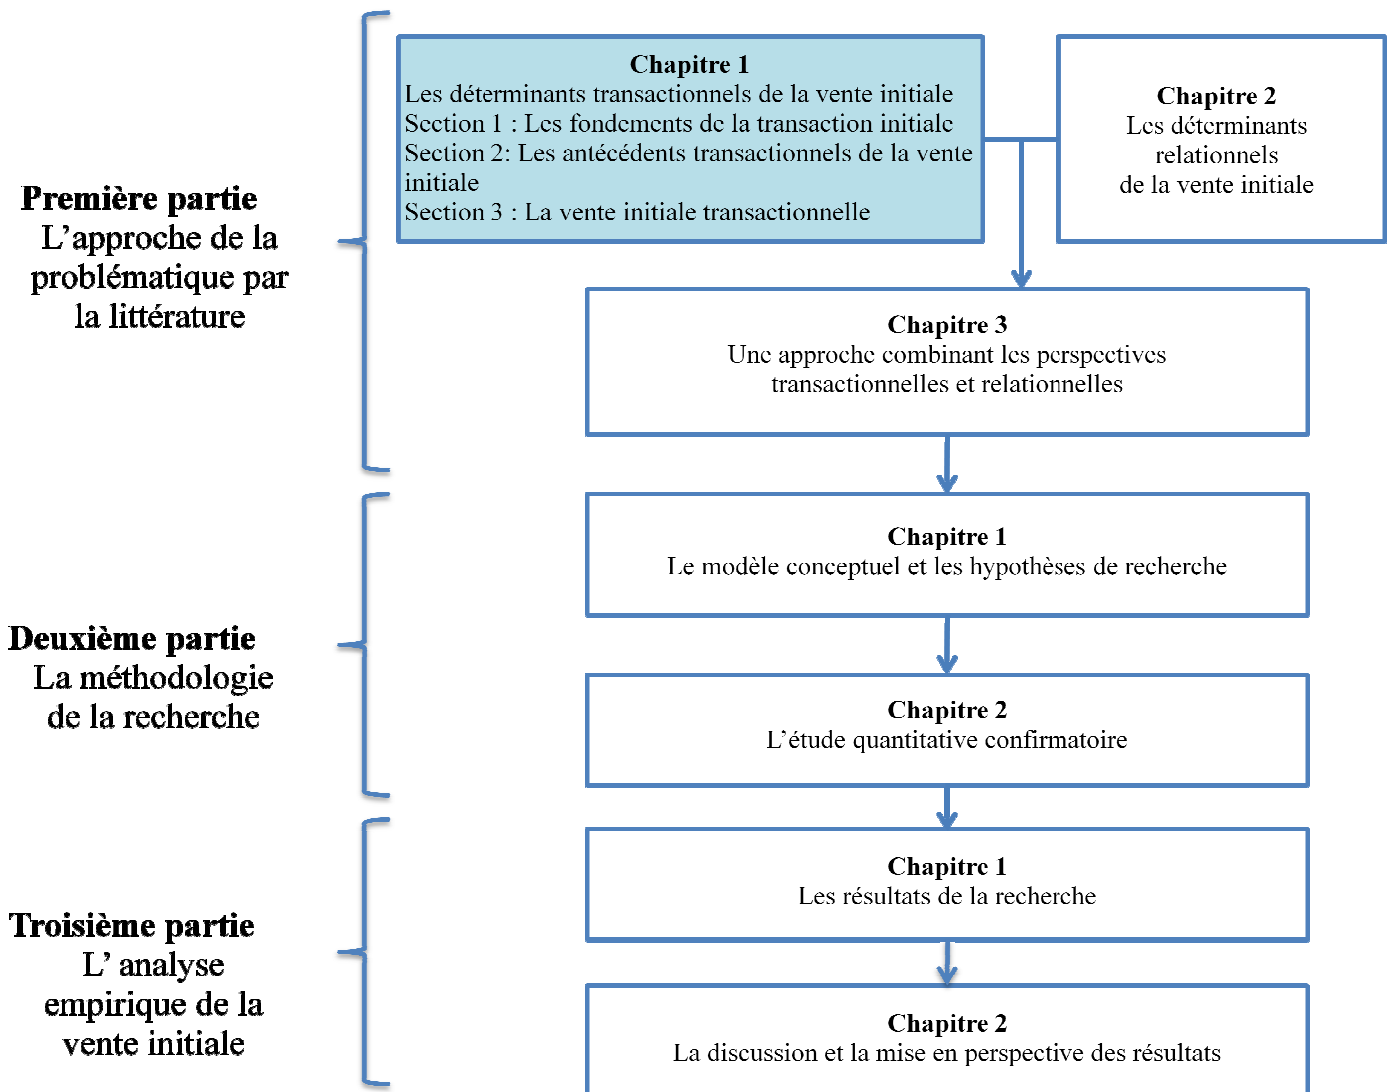 Première partie
L’approche de la
problématique par
la littérature
Chapitre 1
Les déterminants transactionnels de la vente initiale
Section 1 : Les fondements de la transaction initiale
Section 2: Les antécédents transactionnels de la vente
initiale
Section 3 : La vente initiale transactionnelle
Chapitre 2
Les déterminants
relationnels
de la vente initiale
Chapitre 3
Une approche combinant les perspectives
transactionnelles et relationnelles
Deuxième partie
La méthodologie
de la recherche
Chapitre 1
Le modèle conceptuel et les hypothèses de recherche
Chapitre 2
L’étude quantitative confirmatoire
Troisième partie
L’ analyse
empirique de la
vente initiale
Chapitre 1
Les résultats de la recherche
Chapitre 2
La discussion et la mise en perspective des résultats